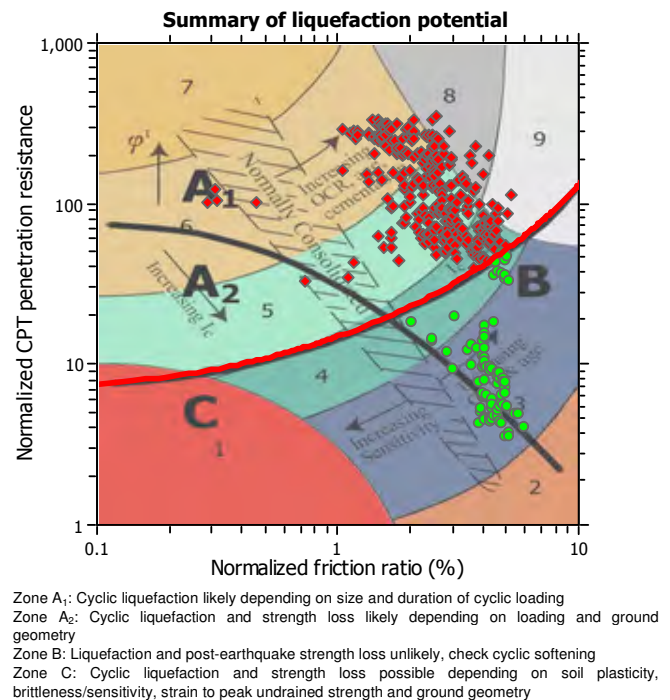 Summary of liquefaction potential
1,000
7
8
9
φ'
Increasing
OCR,
cementation
Normally Consolidated
A1
100
6
A2
B
Increasing Ic
5
Normalized CPT penetration resistance
10
4
C
Increasing
Sensitivity
& age
3
1
2
1
0.1
1
10
Normalized friction ratio (%)
Zone A1: Cyclic liquefaction likely depending on size and duration of cyclic loading
Zone A2: Cyclic liquefaction and strength loss likely depending on loading and ground
geometry
Zone B: Liquefaction and post-earthquake strength loss unlikely, check cyclic softening
Zone C: Cyclic liquefaction and strength loss possible depending on soil plasticity,
brittleness/sensitivity, strain to peak undrained strength and ground geometry